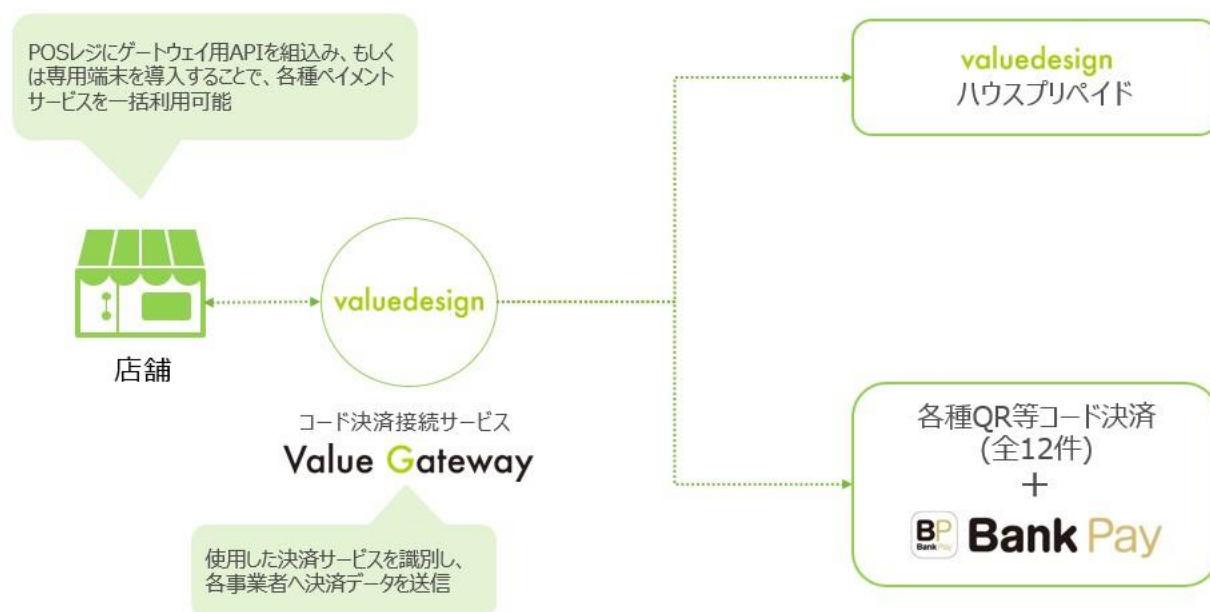 POSレジにゲートウェイ用APIを組込み、もしく
は専用端末を導入することで、各種ペイメント
サービスを一括利用可能
valuedesign
ハウスプリペイド
valuedesign
店舗
コード決済接続サービス
Value Gateway
各種QR等コード決済
(全12件)
+
BP
Bank Pay
Bank Pay
使用した決済サービスを識別し、
各事業者へ決済データを送信